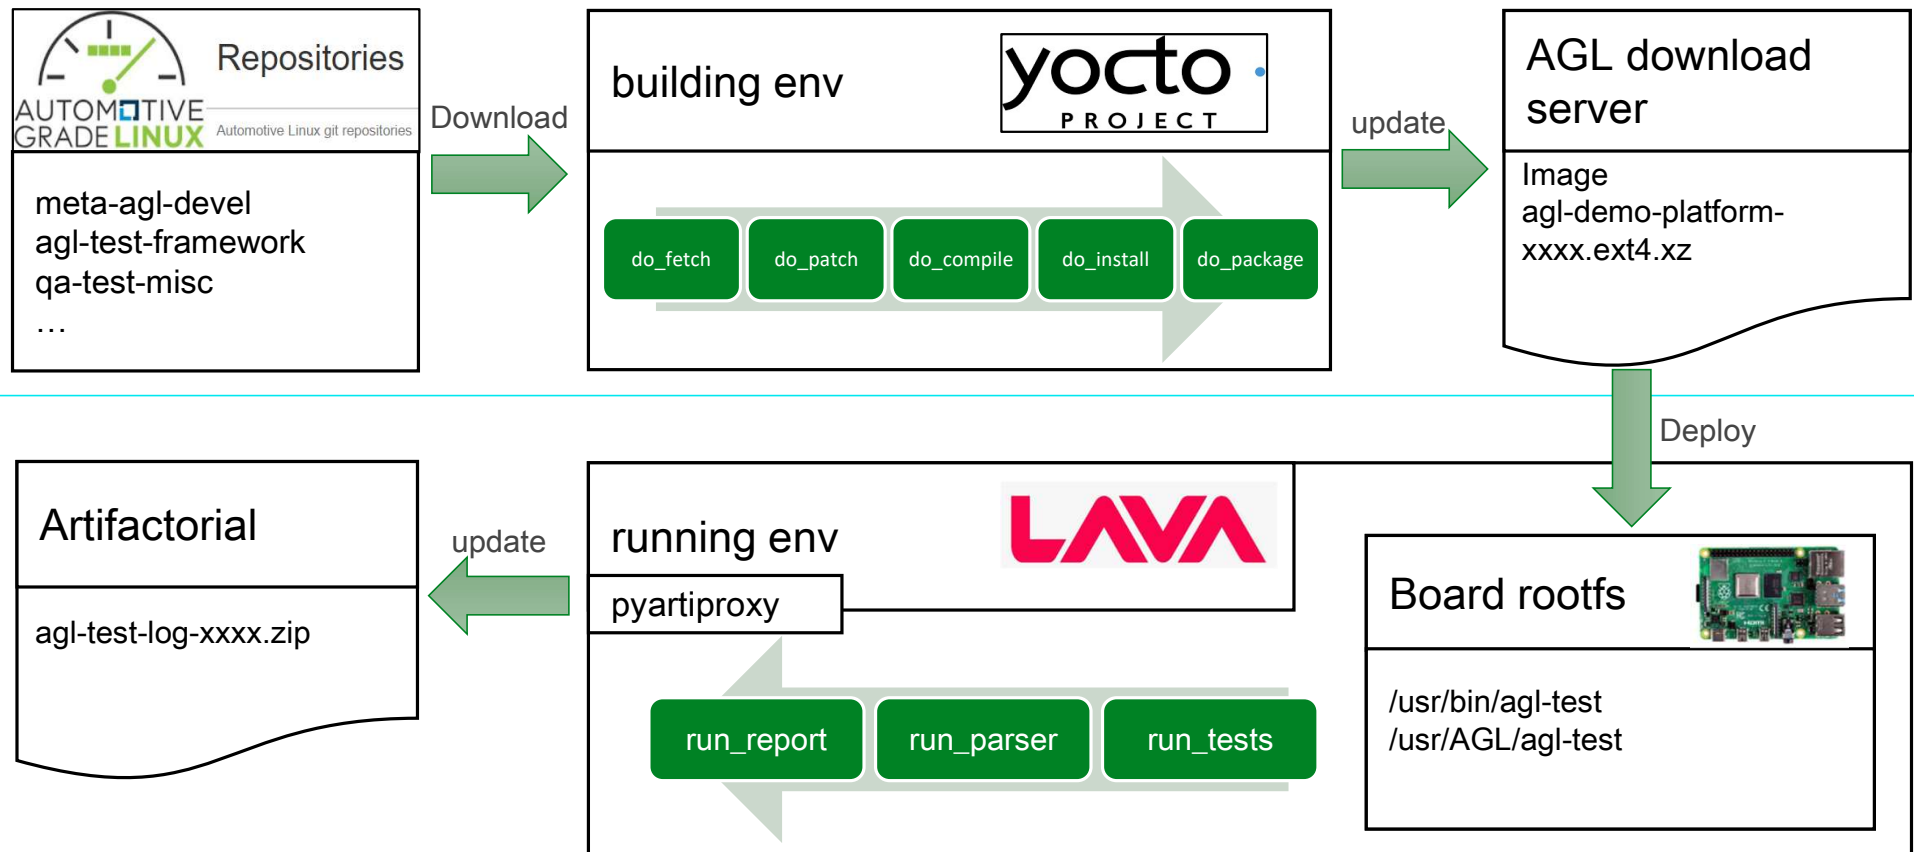 Repositories
AUTOMOTIVE
GRADE LINUX
Automotive Linux git repositories
meta-agl-devel
agl-test-framework
qa-test-misc
…
Download
building env
yocto
PROJECT
do_fetch
do_patch
do_compile
do_install
do_package
update
AGL download
server
Image
agl-demo-platform-
xxxx.ext4.xz
Deploy
Artifactorial
agl-test-log-xxxx.zip
update
running env
LAVA
pyartiproxy
run_report
run_parser
run_tests
Board rootfs
/usr/bin/agl-test
/usr/AGL/agl-test